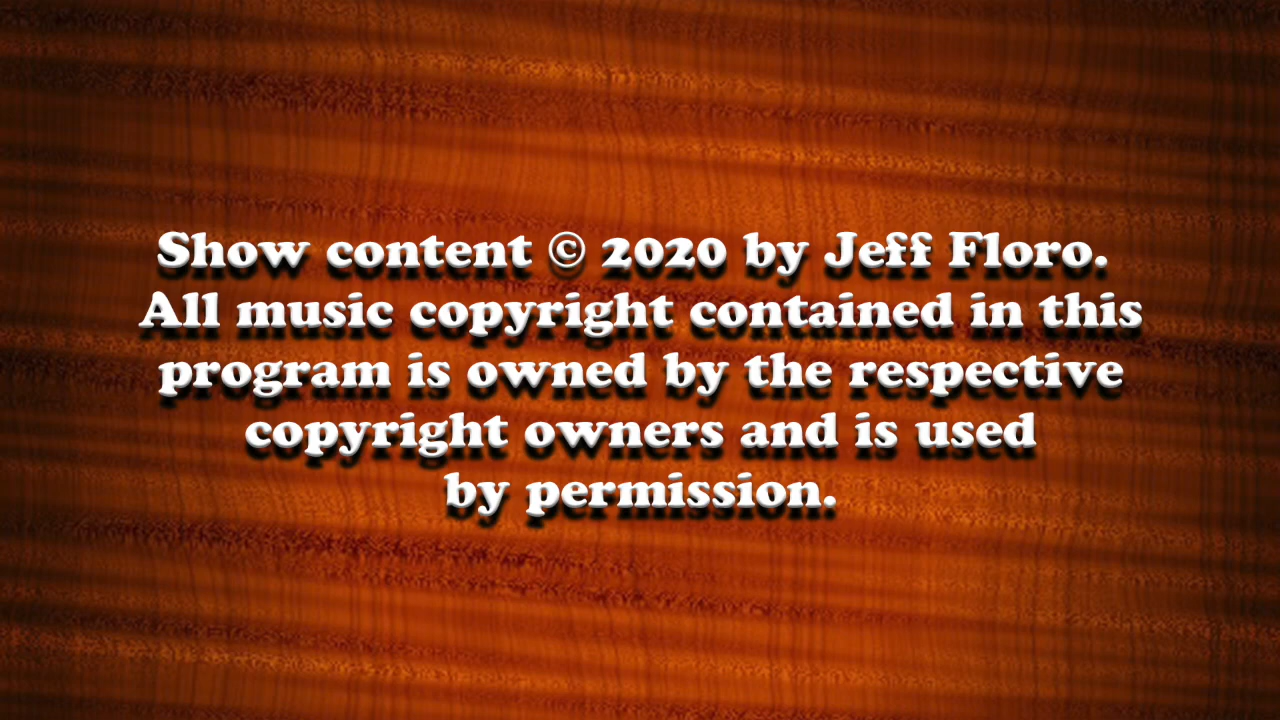 Show content © 2020 by Jeff Floro.
All music copyright contained in this
program is owned by the respective
copyright owners and is used
by permission.